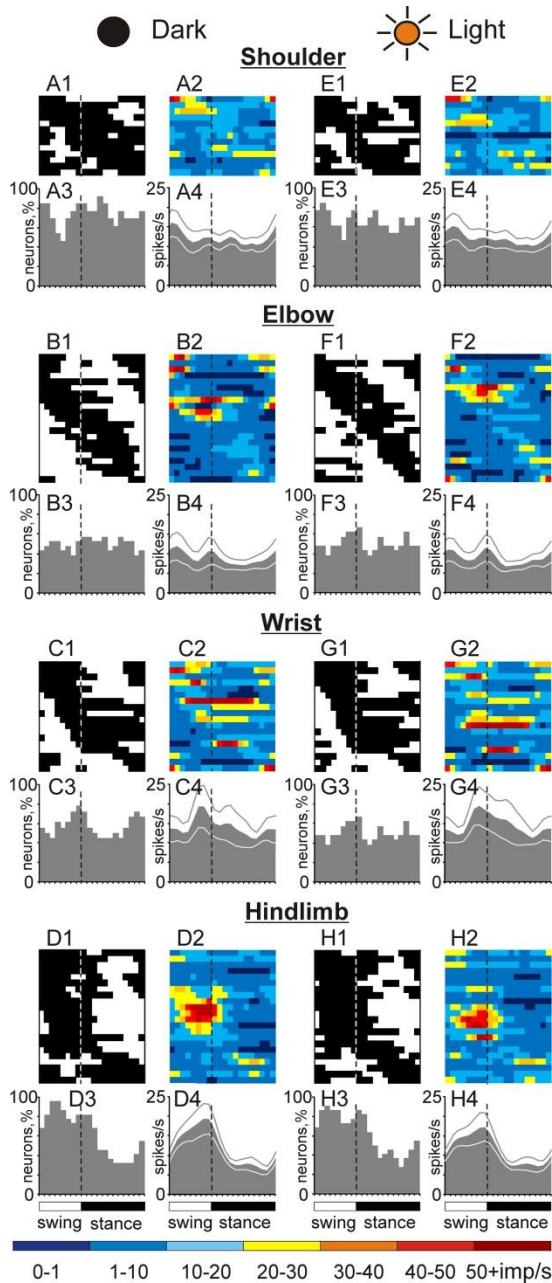 Dark Light
Shoulder
A1 A2 E1 E2
100 A3 25 A4 100 E3 25 E4
neurons,% spikes/s neurons,% spikes/s
0 0 0 0
Elbow
B1 B2 F1 F2
100 B3 25 B4 100 F3 25 F4
neurons,% spikes/s neurons,% spikes/s
0 0 0 0
Wrist
C1 C2 G1 G2
100 C3 25 C4 100 G3 25 G4
neurons,% spikes/s neurons,% spikes/s
0 0 0 0
Hindlimb
D1 D2 H1 H2
100 D3 25 D4 100 H3 25 H4
neurons,% spikes/s neurons,% spikes/s
0 0 0 0
swing stance swing stance swing stance swing stance
0-1 1-10 10-20 20-30 30-40 40-50 50+imp/s